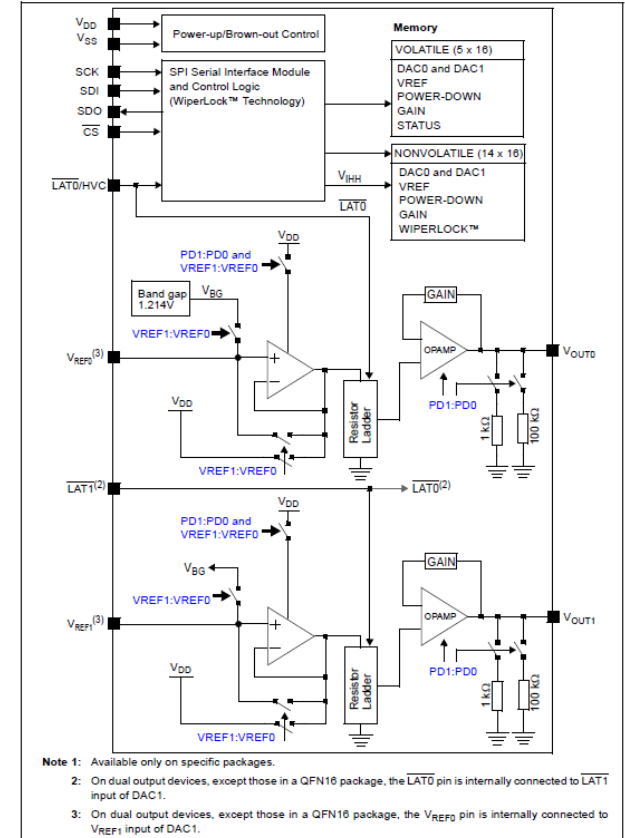 VDD
VSS
Power-up/Brown-out Control
Memory
VOLATILE (5 x 16)
DAC0 and DAC1
VREF
POWER-DOWN
GAIN
STATUS
SCK
SDI
SDO
CS
SPI Serial Interface Module
and Control Logic
(WiperLock™ Technology)
NONVOLATILE (14 x 16)
DAC0 and DAC1
VREF
POWER-DOWN
GAIN
WIPERLOCK™
LAT0/HVC
VIHH
LAT0
VDD
PD1:PD0 and
VREF1:VREF0
Band gap
1.214V
VBG
VREF1:VREF0
VREF0(3)
+
-
VDD
VREF1:VREF0
Resistor
Ladder
GAIN
OPAMP
PD1:PD0
1 kΩ
100 kΩ
VOUT0
LAT1(2)
LAT0(2)
VDD
PD1:PD0 and
VREF1:VREF0
VBG
VREF1:VREF0
VREF1(3)
+
-
VDD
VREF1:VREF0
Resistor
Ladder
GAIN
OPAMP
PD1:PD0
1 kΩ
100 kΩ
VOUT1
Note 1: Available only on specific packages.
2: On dual output devices, except those in a QFN16 package, the LAT0 pin is internally connected to LAT1
input of DAC1.
3: On dual output devices, except those in a QFN16 package, the VREF0 pin is internally connected to
VREF1 input of DAC1.